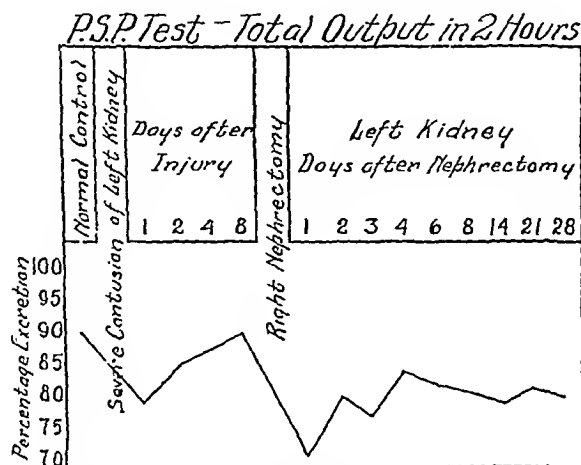 P.S.P. Test - Total Output in 2 Hours
Normal Control
Severe Contusion of Left Kidney
Days after
Injury
1 2 4 8
Right Nephrectomy
Left Kidney
Days after Nephrectomy
1 2 3 4 6 8 14 21 28
Percentage Excretion
100
95
90
85
80
75
70